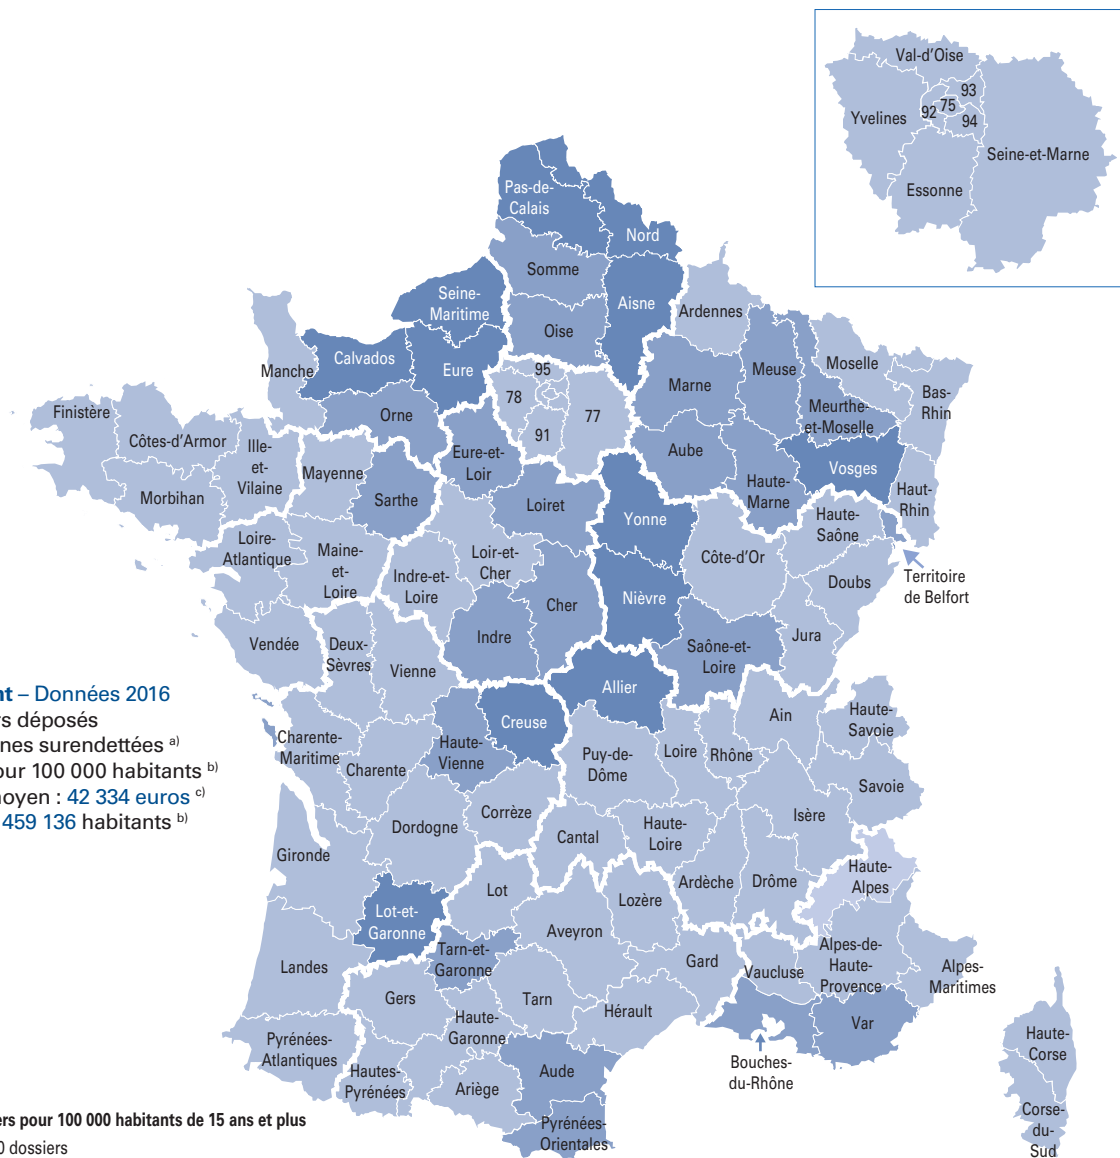 Val-d'Oise
93
75
92
94
Yvelines
Seine-et-Marne
Essonne
Pas-de-
Calais
Nord
Somme
Aisne
Seine-
Maritime
Oise
Ardennes
Calvados
Eure
Manche
95
78
77
91
Marne
Meuse
Moselle
Bas-
Rhin
Meurthe-
et-Moselle
Finistère
Côtes-d'Armor
Ille-
et-
Vilaine
Orne
Mayenne
Morbihan
Sarthe
Eure-et-
Loir
Aube
Haute-
Marne
Vosges
Haut-
Rhin
Loiret
Yonne
Haute-
Saône
Loire-
Atlantique
Maine-
et-
Loire
Indre-et-
Loire
Loir-et-
Cher
Côte-d'Or
Territoire
de Belfort
Doubs
Cher
Nièvre
Vendée
Deux-
Sèvres
Vienne
Indre
Saône-et-
Loire
Jura
nt – Données 2016
rs déposés
nes surendettées a)
our 100 000 habitants b)
noyen : 42 334 euros c)
459 136 habitants b)
Allier
Creuse
Charente-
Maritime
Charente
Haute-
Vienne
Puy-de-
Dôme
Loire
Rhône
Ain
Haute-
Savoie
Savoie
Corrèze
Dordogne
Isère
Cantal
Haute-
Loire
Gironde
Ardèche
Drôme
Haute-
Alpes
Lot
Lozère
Lot-et-
Garonne
Aveyron
Tarn-et-
Garonne
Landes
Gard
Vaucluse
Alpes-de-
Haute-
Provence
Alpes-
Maritimes
Gers
Tarn
Haute-
Garonne
Hérault
Var
Pyrénées-
Atlantiques
Hautes-
Pyrénées
Ariège
Aude
Bouches-
du-Rhône
Haute-
Corse
Pyrénées-
Orientales
Corse-
du-
Sud
ers pour 100 000 habitants de 15 ans et plus
0 dossiers